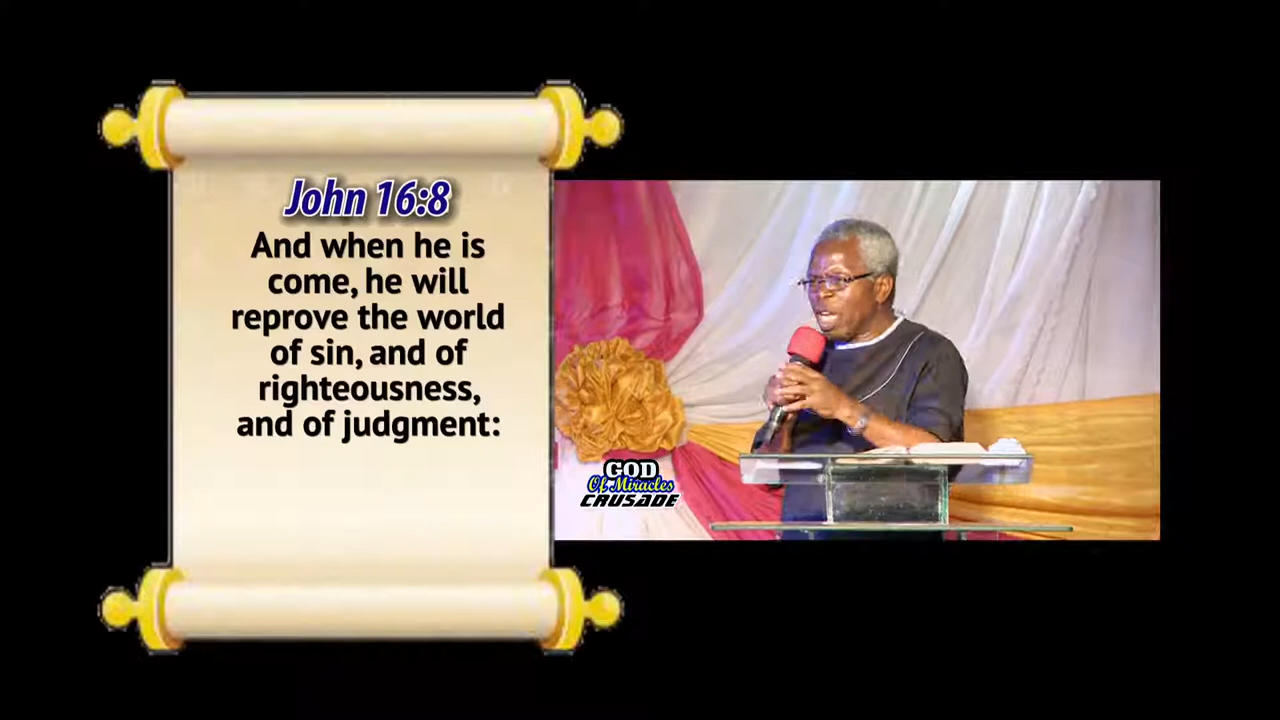 John 16:8
And when he is
come, he will
reprove the world
of sin, and of
righteousness,
and of judgment:
GOD
Of Miracles
CRUSADE